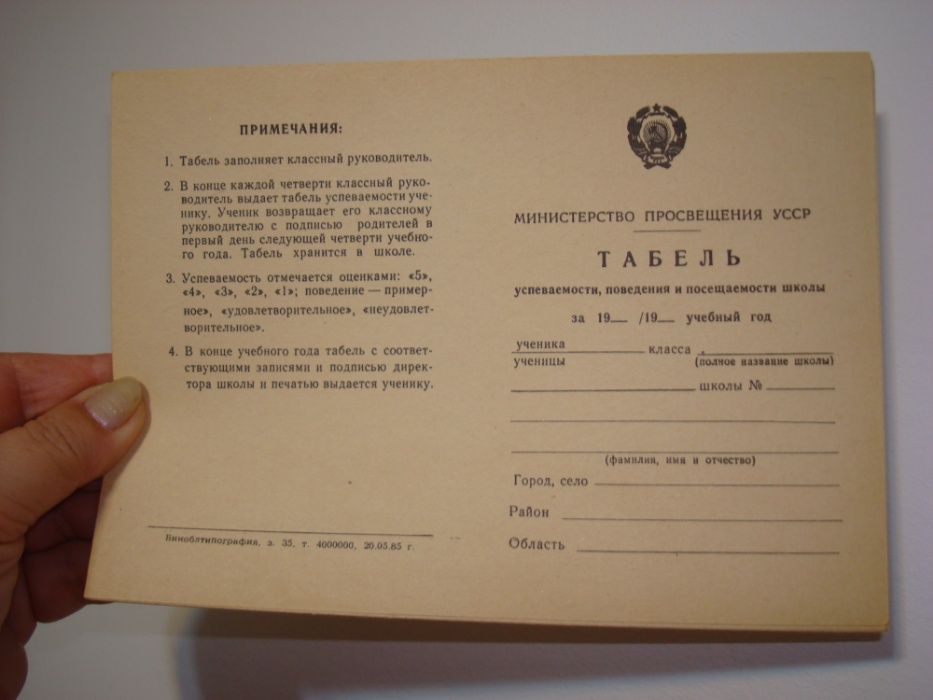 ПРИМЕЧАНИЯ:
1. Табель заполняет классный руководитель.
2. В конце каждой четверти классный руко-
водитель выдает табель успеваемости уче-
нику. Ученик возвращает его классному
руководителю с подписью родителей в
первый день следующей четверти учебно-
го года. Табель хранится в школе.
3. Успеваемость отмечается оценками: «5»,
«4», «3», «2», «1»; поведение — пример-
ное», «удовлетворительное», «неудовлет-
ворительное».
4. В конце учебного года табель с соответ-
ствующими записями и подписью дирек-
тора школы и печатью выдается ученику.
Виноблтипография, з. 35, т. 4000000, 20.05.85 г.
МИНИСТЕРСТВО ПРОСВЕЩЕНИЯ УССР
ТАБЕЛЬ
успеваемости, поведения и посещаемости школы
за 19__ /19__ учебный год
ученика
ученицы
класса
(полное название школы)
школы №
(фамилия, имя и отчество)
Город, село
Район
Область